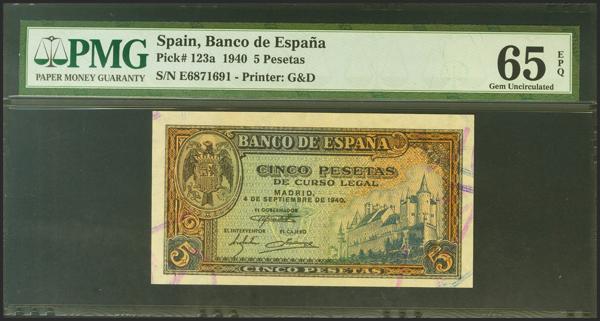 PMG
PAPER MONEY GUARANTY
Spain, Banco de España
Pick# 123a 1940 5 Pesetas
S/N E6871691 - Printer: G&D
65 EPQ
Gem Uncirculated
BANCO DE ESPAÑA
CINCO PESETAS
DE CURSO LEGAL
MADRID,
4 DE SEPTIEMBRE DE 1940.
EL GOBERNADOR
EL INTERVENTOR EL CAJERO
5 5
CINCO PESETAS